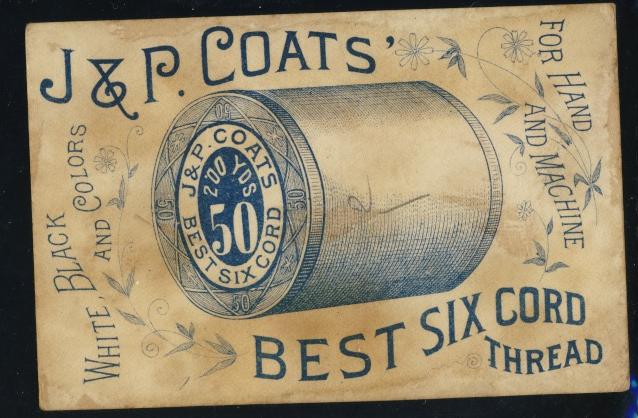 J & P. COATS'
FOR HAND
AND MACHINE
WHITE, BLACK
AND COLORS
50
J & P. COATS
200 YDS
50
BEST SIX CORD
50
50
50
BEST SIX CORD
THREAD